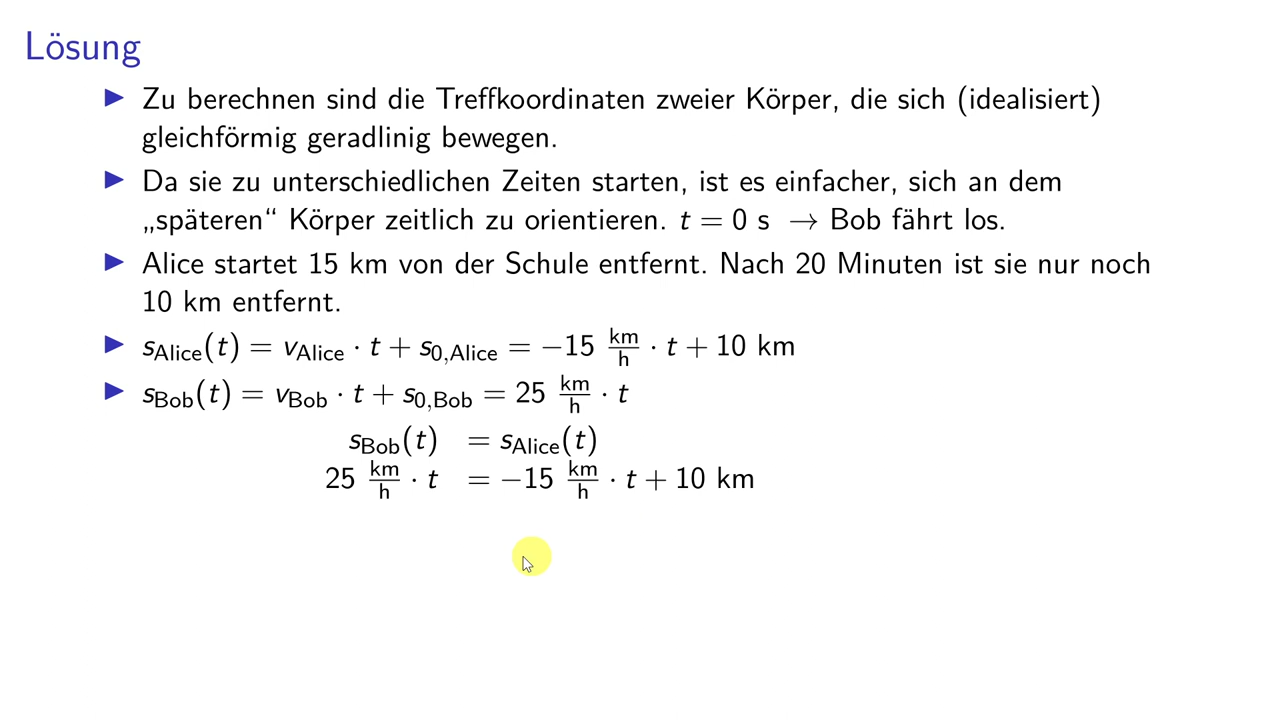 Lösung
▶ Zu berechnen sind die Treffkoordinaten zweier Körper, die sich (idealisiert)
gleichförmig geradlinig bewegen.
▶ Da sie zu unterschiedlichen Zeiten starten, ist es einfacher, sich an dem
„späteren“ Körper zeitlich zu orientieren. t = 0 s → Bob fährt los.
▶ Alice startet 15 km von der Schule entfernt. Nach 20 Minuten ist sie nur noch
10 km entfernt.
▶ s_Alice(t) = v_Alice · t + s_0,Alice = −15 km/h · t + 10 km
▶ s_Bob(t) = v_Bob · t + s_0,Bob = 25 km/h · t
s_Bob(t) = s_Alice(t)
25 km/h · t = −15 km/h · t + 10 km